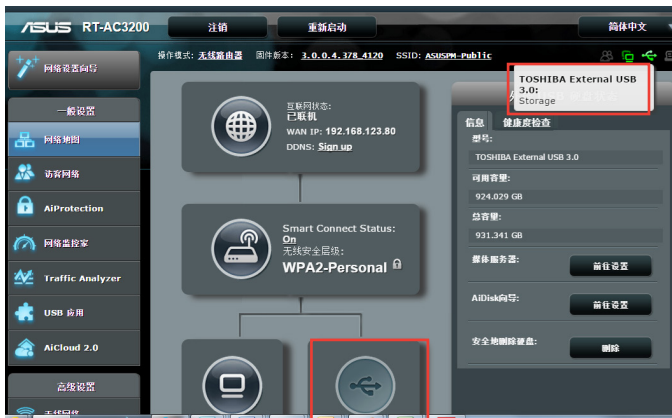 ASUS RT-AC3200
注销
重新启动
简体中文
操作模式: 无线路由器 固件版本: 3.0.0.4.378_4120 SSID: ASUSPM-Public
网络设置向导
一般设置
网络地图
访客网络
AiProtection
网络监控家
Traffic Analyzer
USB 应用
AiCloud 2.0
高级设置
无线网络
互联网状态:
已联机
WAN IP: 192.168.123.80
DDNS: Sign up
Smart Connect Status:
On
无线安全层级:
WPA2-Personal
TOSHIBA External USB
3.0:
Storage
信息 健康度检查
型号:
TOSHIBA External USB 3.0
可用容量:
924.029 GB
总容量:
931.341 GB
媒体服务器:
前往设置
AiDisk向导:
前往设置
安全地删除硬盘:
删除